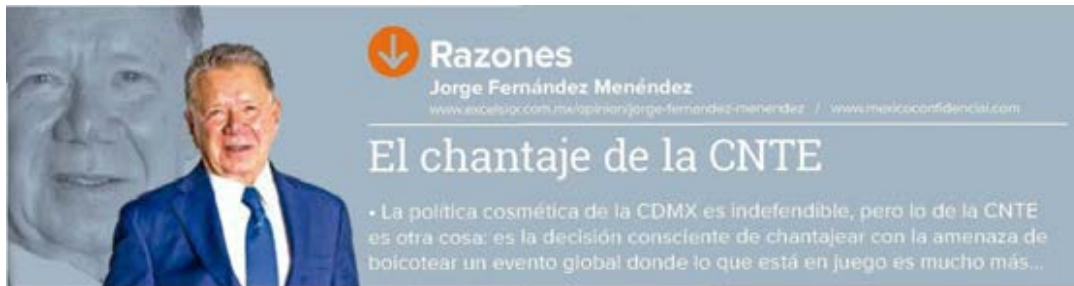 Razones
Jorge Fernández Menéndez
www.excelsior.com.mx/opinion/jorge-fernandez-menendez / www.mexicoconfidencial.com
El chantaje de la CNTE
• La política cosmética de la CDMX es indefendible, pero lo de la CNTE
es otra cosa: es la decisión consciente de chantajear con la amenaza de
boicotear un evento global donde lo que está en juego es mucho más...